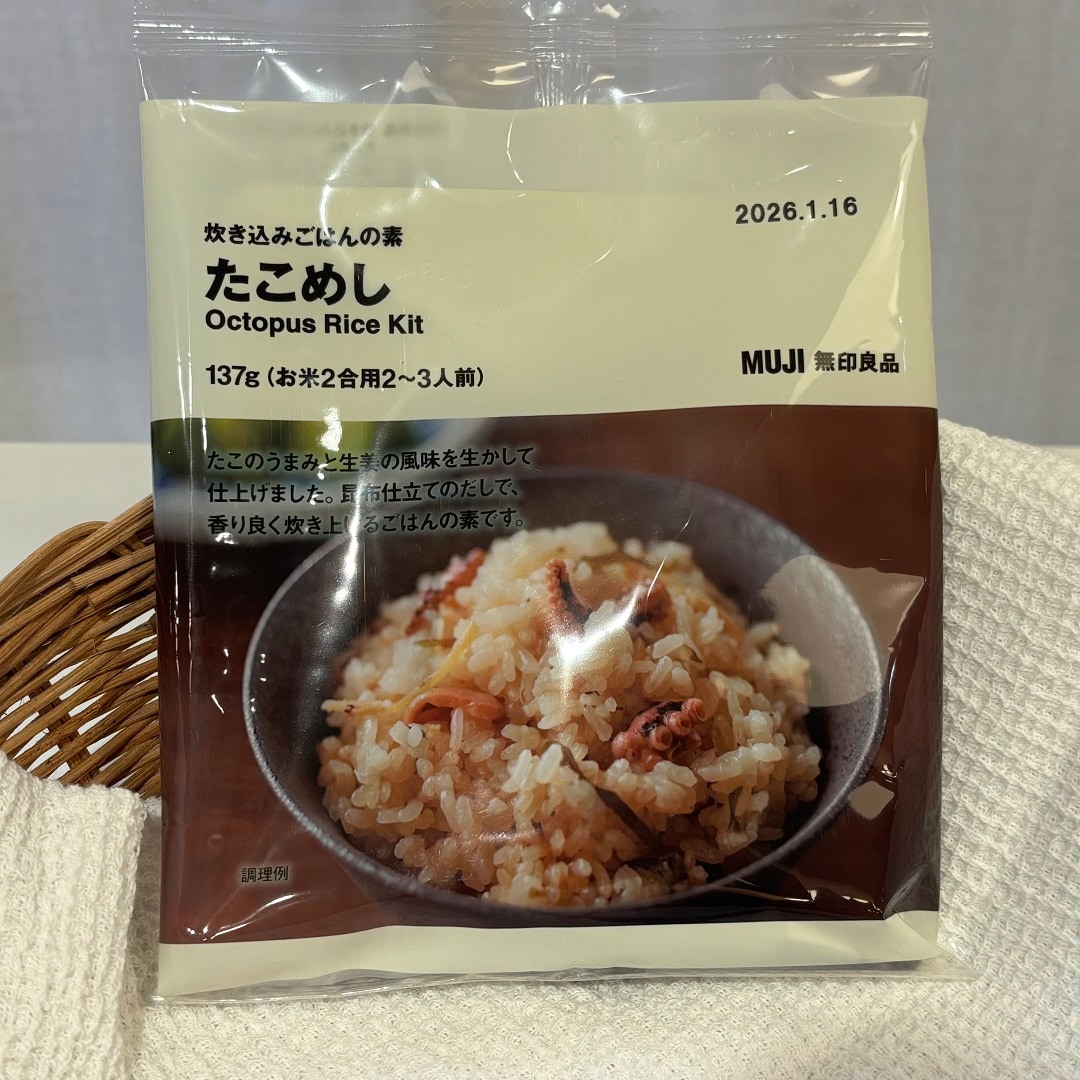 炊き込みごはんの素
たこめし
Octopus Rice Kit
137g（お米2合用2～3人前）
2026.1.16
MUJI 無印良品
たこのうまみと生姜の風味を生かして
仕上げました。昆布仕立てのだしで、
香り良く炊き上げるごはんの素です。
調理例